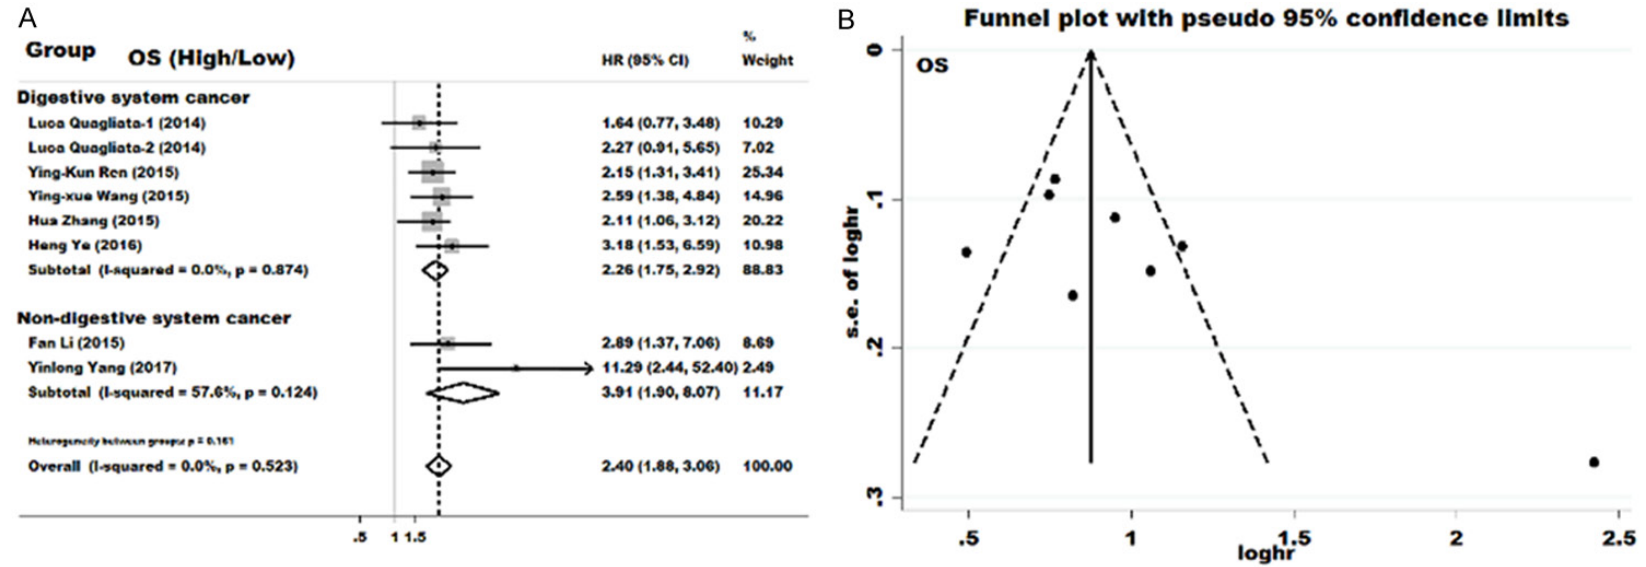 A
Group OS (High/Low) HR (95% CI) % Weight
Digestive system cancer
Luca Quagliata-1 (2014) 1.64 (0.77, 3.48) 10.29
Luca Quagliata-2 (2014) 2.27 (0.91, 5.65) 7.02
Ying-Kun Ren (2015) 2.15 (1.31, 3.41) 25.34
Ying-xue Wang (2015) 2.59 (1.38, 4.84) 14.96
Hua Zhang (2015) 2.11 (1.06, 3.12) 20.22
Heng Ye (2016) 3.18 (1.53, 6.59) 10.98
Subtotal (I-squared = 0.0%, p = 0.874) 2.26 (1.75, 2.92) 88.83
Non-digestive system cancer
Fan Li (2015) 2.89 (1.37, 7.06) 8.69
Yinlong Yang (2017) 11.29 (2.44, 52.40) 2.49
Subtotal (I-squared = 57.6%, p = 0.124) 3.91 (1.90, 8.07) 11.17
Heterogeneity between groups: p = 0.161
Overall (I-squared = 0.0%, p = 0.523) 2.40 (1.88, 3.06) 100.00
.5 1 1.5
B
Funnel plot with pseudo 95% confidence limits
OS
s.e. of loghr
0
.1
.2
.3
.5 1 1.5 2 2.5
loghr